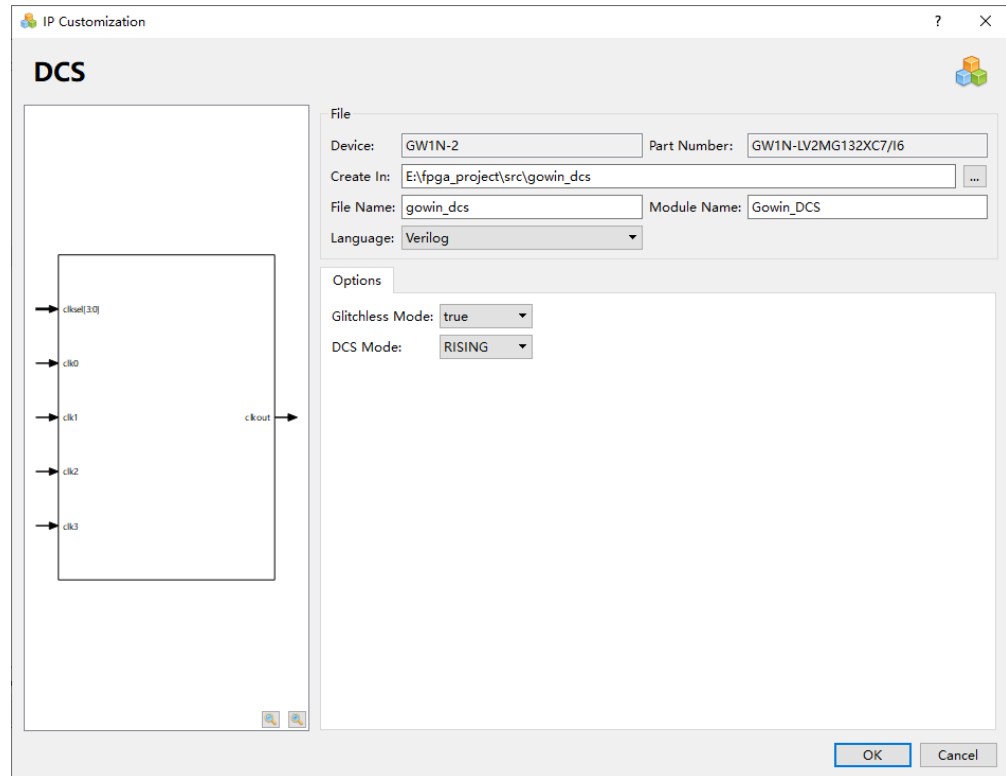 IP Customization ? ×
DCS
File
Device: GW1N-2 Part Number: GW1N-LV2MG132XC7/I6
Create In: E:\fpga_project\src\gowin_dcs ...
File Name: gowin_dcs Module Name: Gowin_DCS
Language: Verilog
Options
Glitchless Mode: true
DCS Mode: RISING
clksel[3:0]
clk0
clk1
clkout
clk2
clk3
OK Cancel